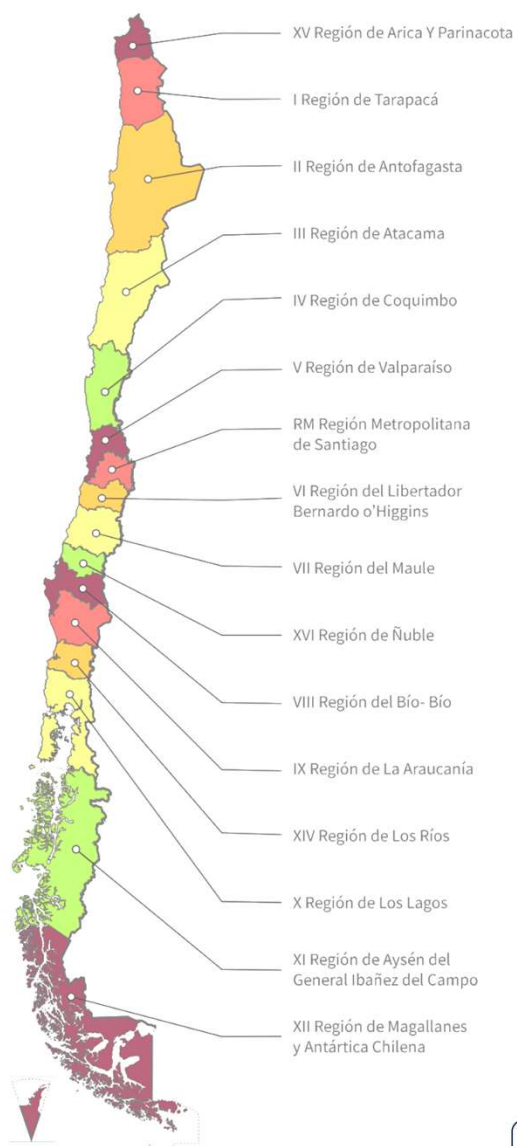 XV Región de Arica Y Parinacota
I Región de Tarapacá
II Región de Antofagasta
III Región de Atacama
IV Región de Coquimbo
V Región de Valparaíso
RM Región Metropolitana
de Santiago
VI Región del Libertador
Bernardo o'Higgins
VII Región del Maule
XVI Región de Ñuble
VIII Región del Bío- Bío
IX Región de La Araucanía
XIV Región de Los Ríos
X Región de Los Lagos
XI Región de Aysén del
General Ibañez del Campo
XII Región de Magallanes
y Antártica Chilena